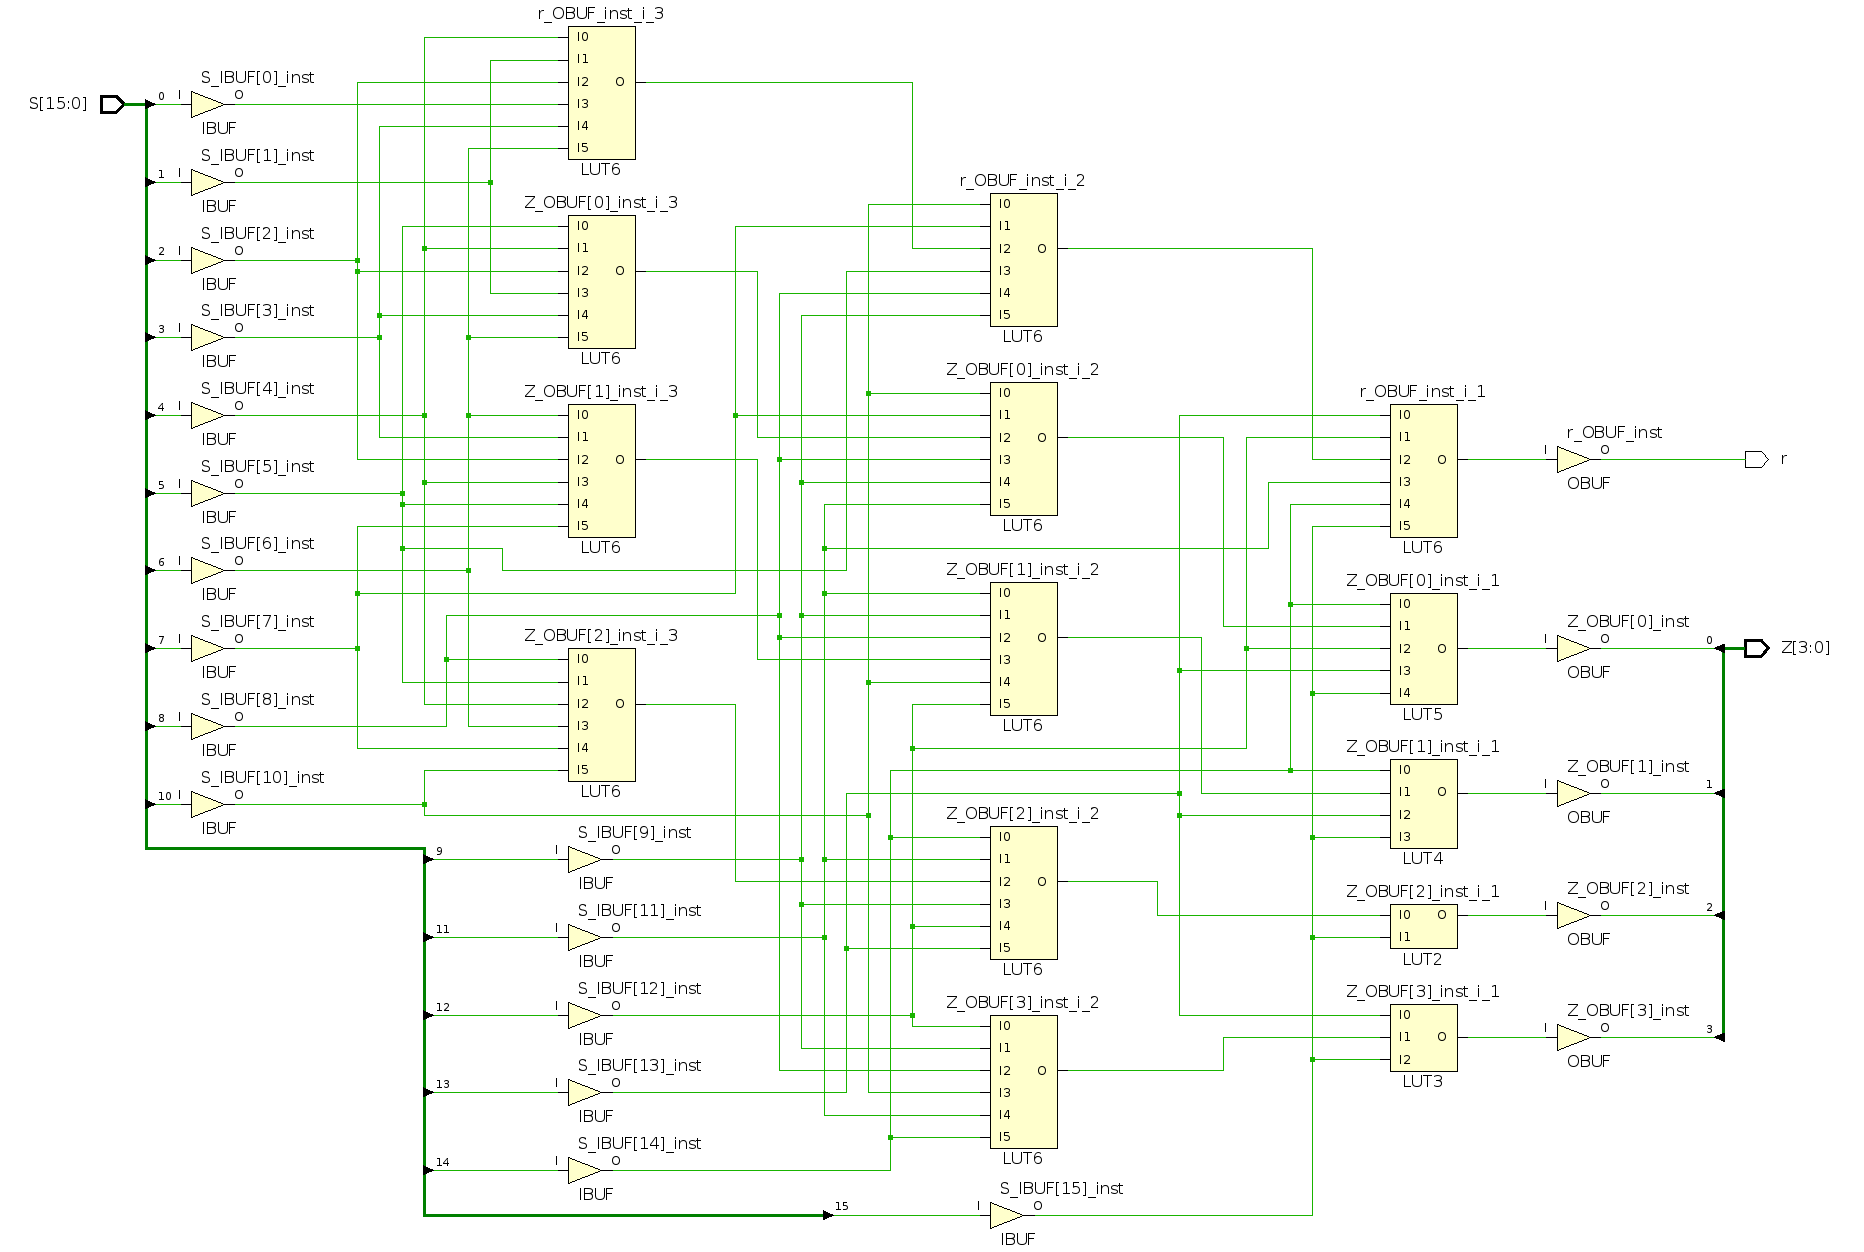 S[15:0]
0 I S_IBUF[0]_inst O
IBUF
1 I S_IBUF[1]_inst O
IBUF
2 I S_IBUF[2]_inst O
IBUF
3 I S_IBUF[3]_inst O
IBUF
4 I S_IBUF[4]_inst O
IBUF
5 I S_IBUF[5]_inst O
IBUF
6 I S_IBUF[6]_inst O
IBUF
7 I S_IBUF[7]_inst O
IBUF
8 I S_IBUF[8]_inst O
IBUF
10 I S_IBUF[10]_inst O
IBUF
r_OBUF_inst_i_3
I0
I1
I2 O
I3
I4
I5
LUT6
Z_OBUF[0]_inst_i_3
I0
I1
I2 O
I3
I4
I5
LUT6
Z_OBUF[1]_inst_i_3
I0
I1
I2 O
I3
I4
I5
LUT6
Z_OBUF[2]_inst_i_3
I0
I1
I2 O
I3
I4
I5
LUT6
9 I S_IBUF[9]_inst O
IBUF
11 I S_IBUF[11]_inst O
IBUF
12 I S_IBUF[12]_inst O
IBUF
13 I S_IBUF[13]_inst O
IBUF
14 I S_IBUF[14]_inst O
IBUF
r_OBUF_inst_i_2
I0
I1
I2 O
I3
I4
I5
LUT6
Z_OBUF[0]_inst_i_2
I0
I1
I2 O
I3
I4
I5
LUT6
Z_OBUF[1]_inst_i_2
I0
I1
I2 O
I3
I4
I5
LUT6
Z_OBUF[2]_inst_i_2
I0
I1
I2 O
I3
I4
I5
LUT6
Z_OBUF[3]_inst_i_2
I0
I1
I2 O
I3
I4
I5
LUT6
15 I S_IBUF[15]_inst O
IBUF
r_OBUF_inst_i_1
I0
I1
I2 O
I3
I4
I5
LUT6
Z_OBUF[0]_inst_i_1
I0
I1
I2 O
I3
I4
LUT5
Z_OBUF[1]_inst_i_1
I0
I1 O
I2
I3
LUT4
Z_OBUF[2]_inst_i_1
I0 O
I1
LUT2
Z_OBUF[3]_inst_i_1
I0
I1 O
I2
LUT3
r_OBUF_inst
I O
OBUF
r
Z_OBUF[0]_inst
I O 0
OBUF
Z[3:0]
Z_OBUF[1]_inst
I O 1
OBUF
Z_OBUF[2]_inst
I O 2
OBUF
Z_OBUF[3]_inst
I O 3
OBUF